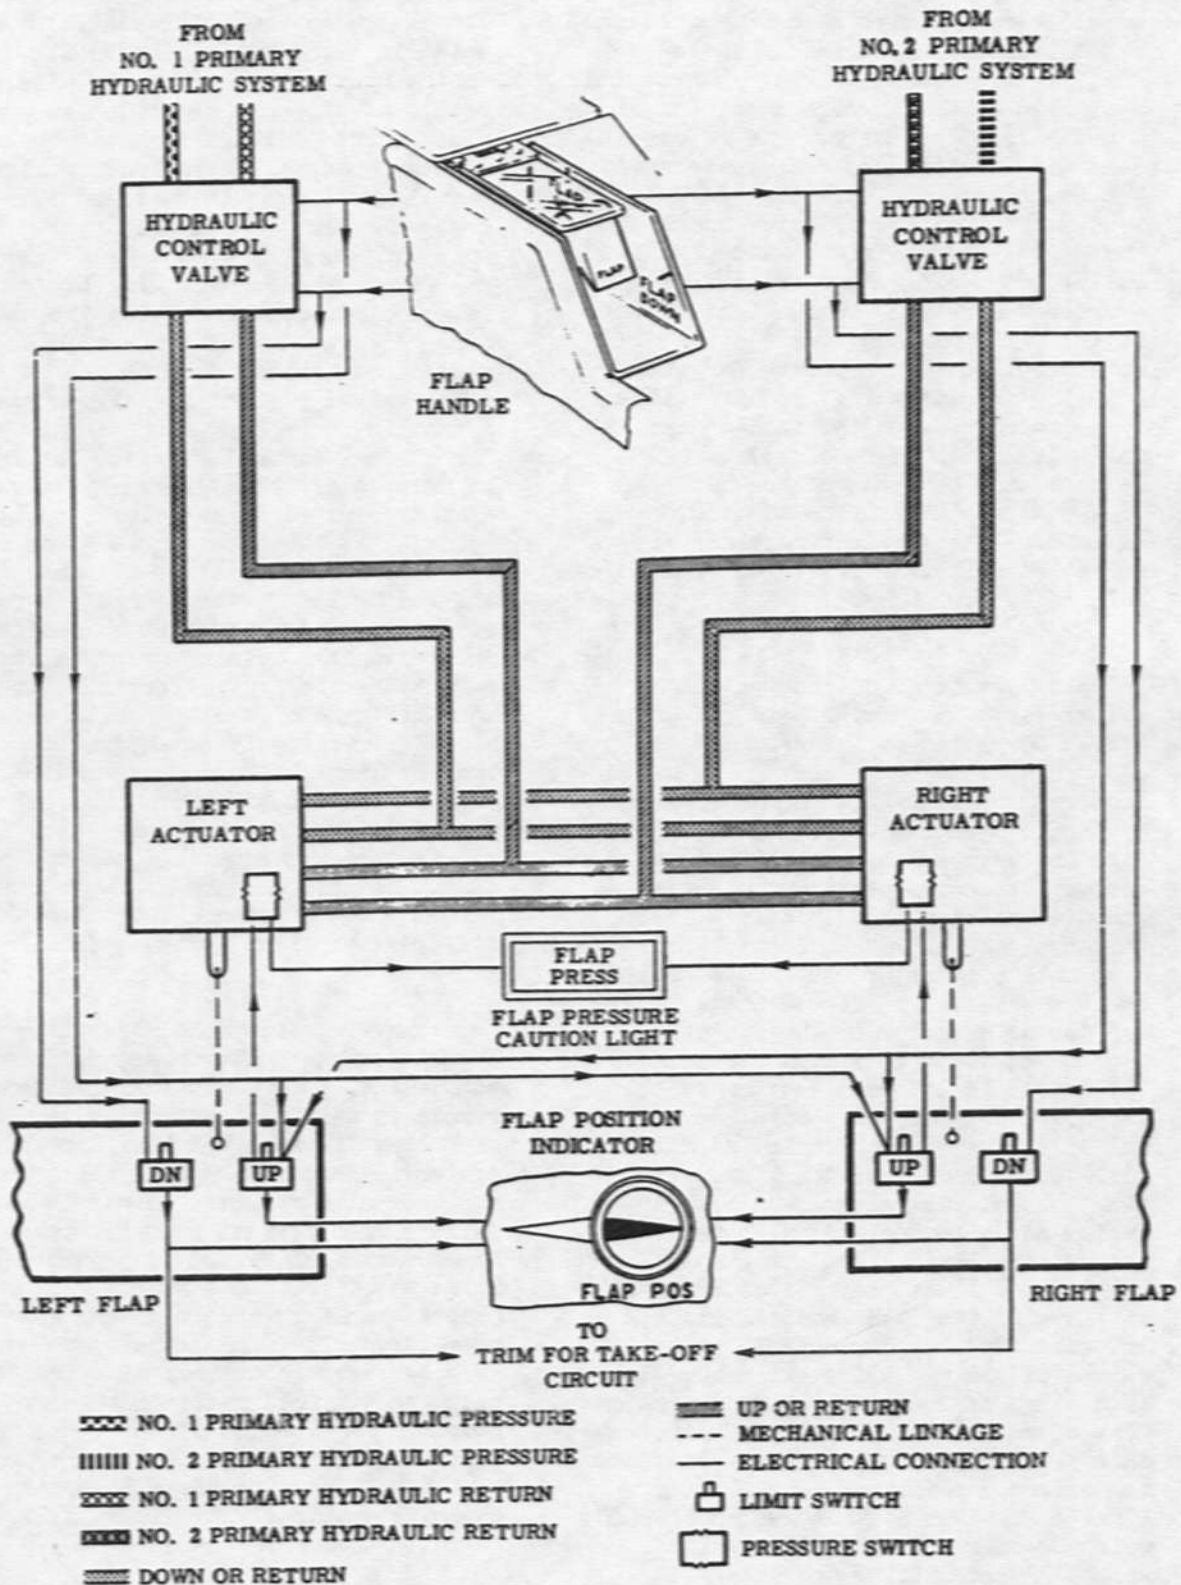 FROM
NO. 1 PRIMARY
HYDRAULIC SYSTEM
FROM
NO. 2 PRIMARY
HYDRAULIC SYSTEM
HYDRAULIC
CONTROL
VALVE
FLAP
FLAP
FLAP
DOWN
HYDRAULIC
CONTROL
VALVE
FLAP
HANDLE
LEFT
ACTUATOR
RIGHT
ACTUATOR
FLAP
PRESS
FLAP PRESSURE
CAUTION LIGHT
FLAP POSITION
INDICATOR
DN
UP
UP
DN
FLAP POS
LEFT FLAP
RIGHT FLAP
TO
TRIM FOR TAKE-OFF
CIRCUIT
NO. 1 PRIMARY HYDRAULIC PRESSURE
NO. 2 PRIMARY HYDRAULIC PRESSURE
NO. 1 PRIMARY HYDRAULIC RETURN
NO. 2 PRIMARY HYDRAULIC RETURN
DOWN OR RETURN
UP OR RETURN
MECHANICAL LINKAGE
ELECTRICAL CONNECTION
LIMIT SWITCH
PRESSURE SWITCH